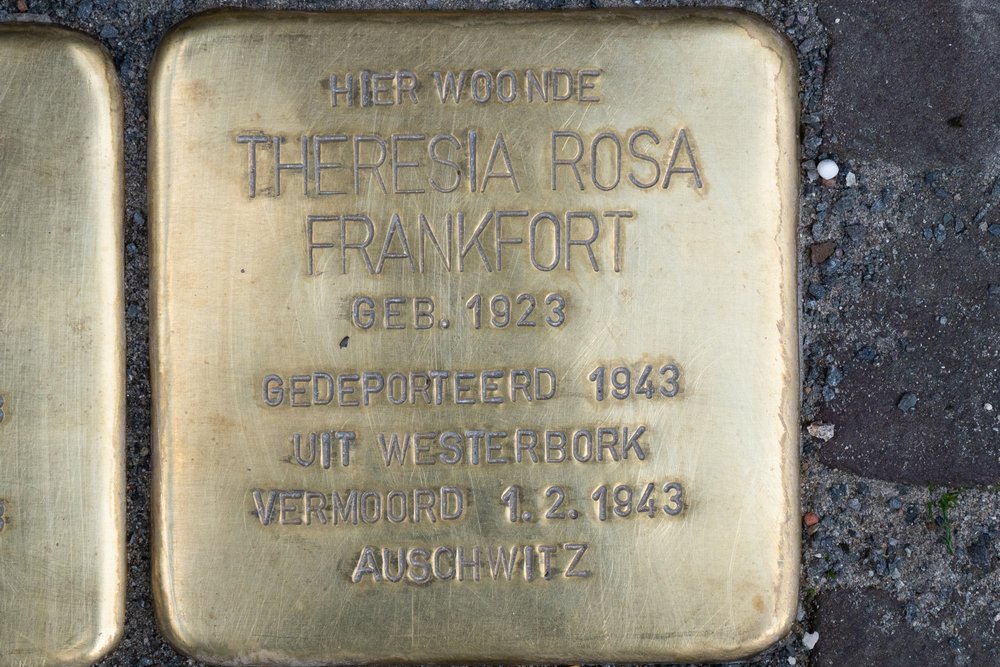 HIER WOONDE
THERESIA ROSA
FRANKFORT
GEB. 1923
GEDEPORTEERD 1943
UIT WESTERBORK
VERMOORD 1.2.1943
AUSCHWITZ